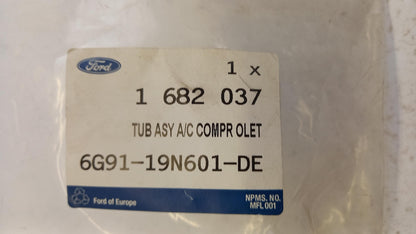 Ford
1 x
1 682 037
TUB ASY A/C COMPR OLET
6G91-19N601-DE
Ford of Europe
NPMS. NO.
MFL001